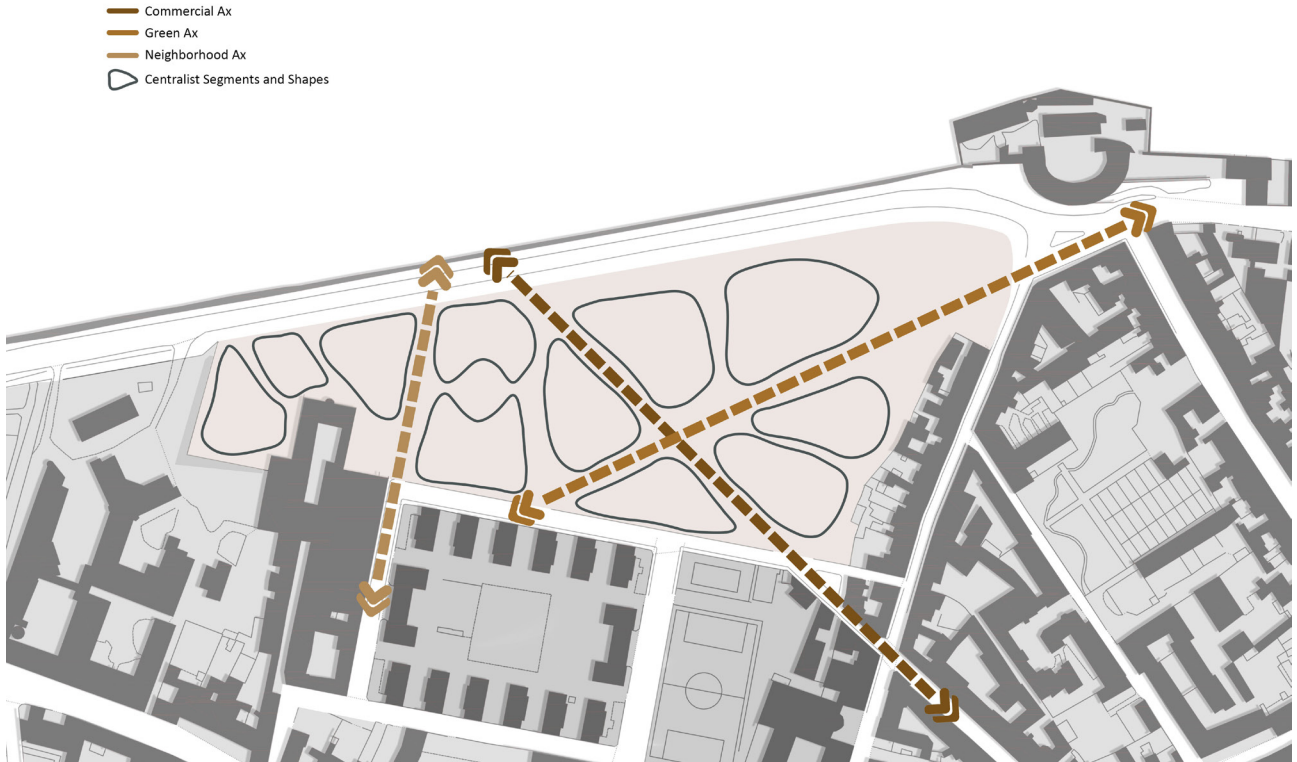 Commercial Ax
Green Ax
Neighborhood Ax
Centralist Segments and Shapes